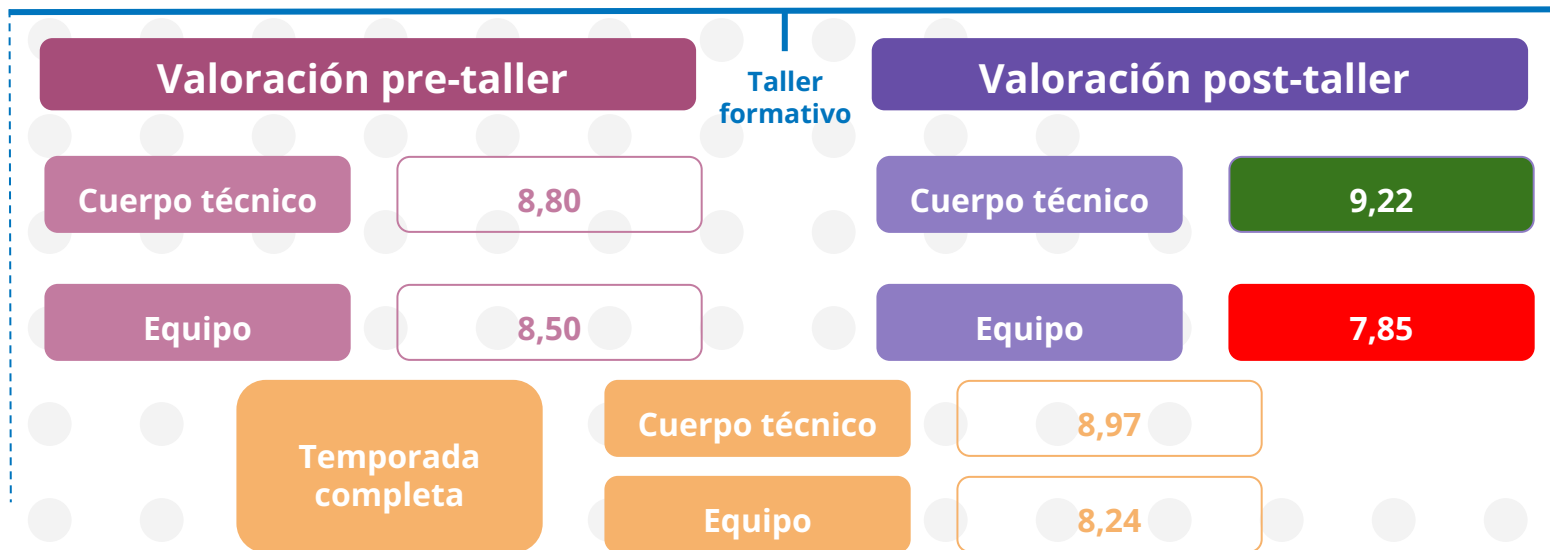 Valoración pre-taller
Taller
formativo
Valoración post-taller
Cuerpo técnico
8,80
Cuerpo técnico
9,22
Equipo
8,50
Equipo
7,85
Temporada
completa
Cuerpo técnico
8,97
Equipo
8,24